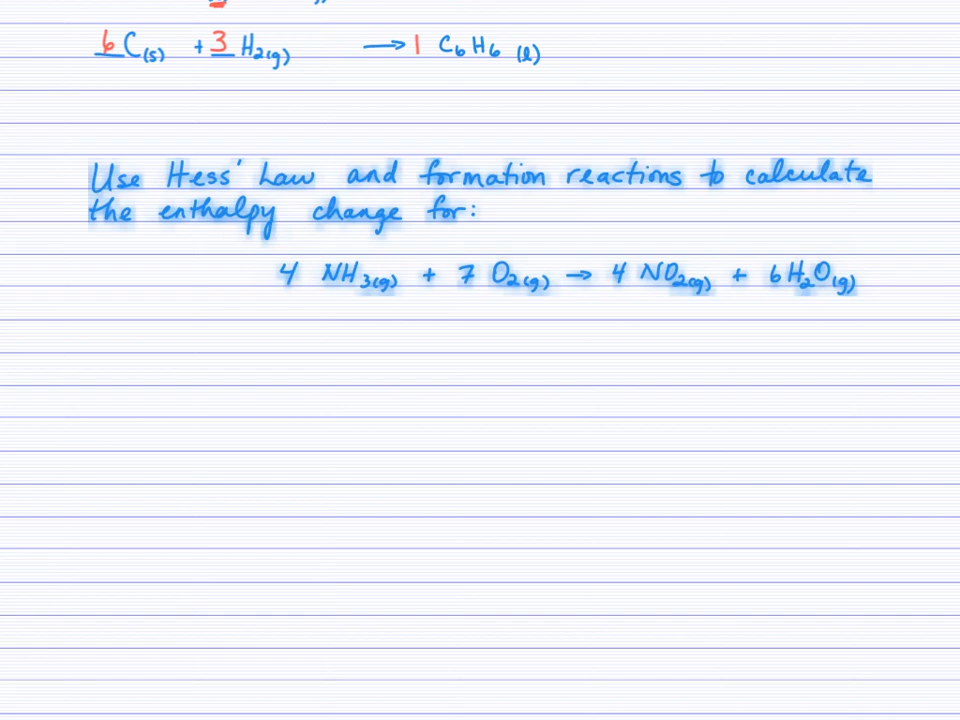 6 C(s) + 3 H2(g) → 1 C6H6 (l)
Use Hess' Law and formation reactions to calculate
the enthalpy change for:
4 NH3(g) + 7 O2(g) → 4 NO2(g) + 6 H2O(g)